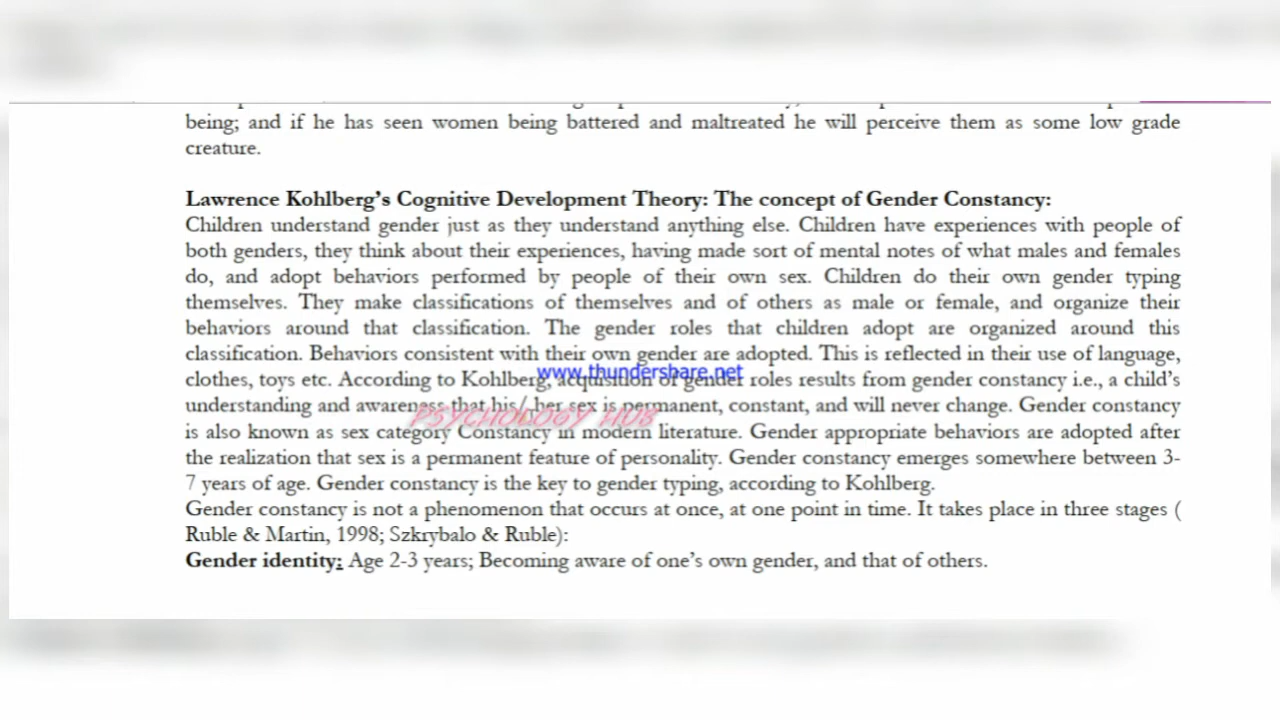 being; and if he has seen women being battered and maltreated he will perceive them as some low grade
creature.
Lawrence Kohlberg's Cognitive Development Theory: The concept of Gender Constancy:
Children understand gender just as they understand anything else. Children have experiences with people of
both genders, they think about their experiences, having made sort of mental notes of what males and females
do, and adopt behaviors performed by people of their own sex. Children do their own gender typing
themselves. They make classifications of themselves and of others as male or female, and organize their
behaviors around that classification. The gender roles that children adopt are organized around this
classification. Behaviors consistent with their own gender are adopted. This is reflected in their use of language,
www.thundershare.net
clothes, toys etc. According to Kohlberg, acquisition of gender roles results from gender constancy i.e., a child's
understanding and awareness that his/ her sex is permanent, constant, and will never change. Gender constancy
PSYCHOLOGY HUB
is also known as sex category Constancy in modern literature. Gender appropriate behaviors are adopted after
the realization that sex is a permanent feature of personality. Gender constancy emerges somewhere between 3-
7 years of age. Gender constancy is the key to gender typing, according to Kohlberg.
Gender constancy is not a phenomenon that occurs at once, at one point in time. It takes place in three stages (
Ruble & Martin, 1998; Szkrybalo & Ruble):
Gender identity: Age 2-3 years; Becoming aware of one's own gender, and that of others.